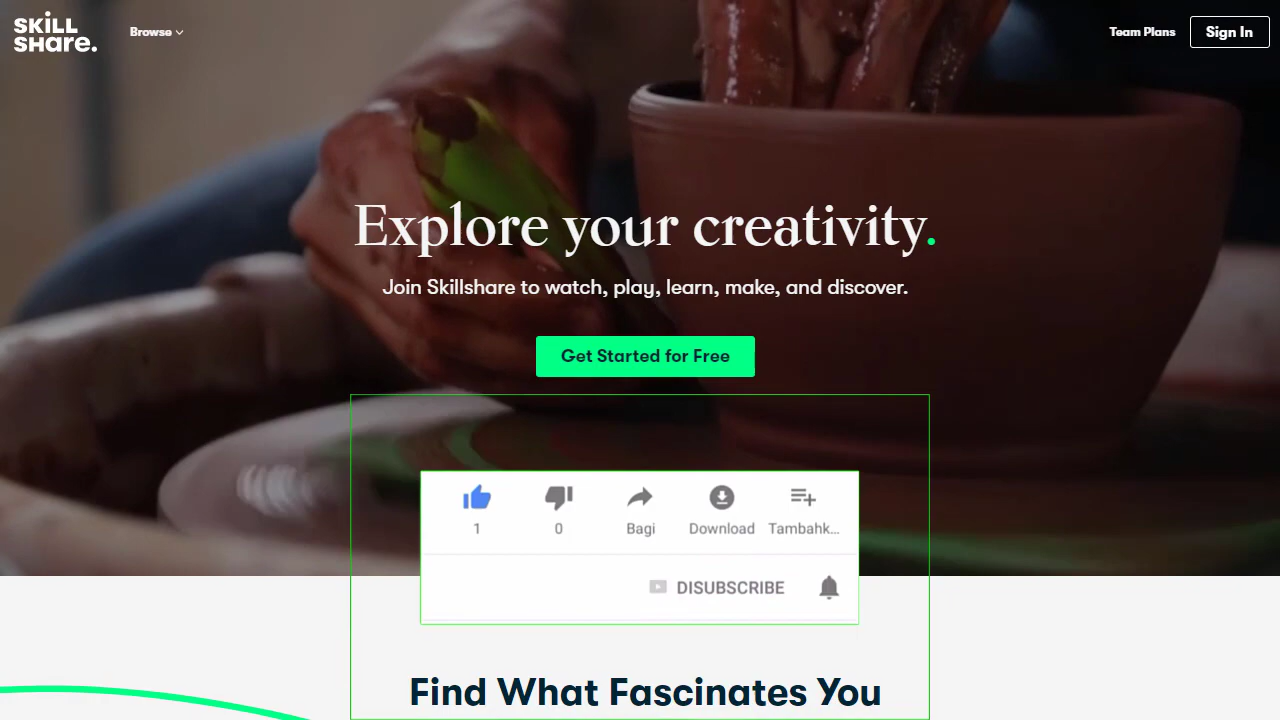 SKiLL
SHare.
Browse
Team Plans
Sign In
Explore your creativity.
Join Skillshare to watch, play, learn, make, and discover.
Get Started for Free
1
0
Bagi
Download
Tambahk...
DISUBSCRIBE
Find What Fascinates You